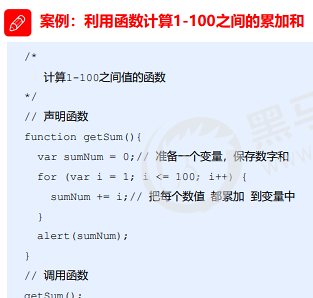 案例：利用函数计算1-100之间的累加和
/*
计算1-100之间值的函数
*/
// 声明函数
function getSum(){
var sumNum = 0;// 准备一个变量，保存数字和
for (var i = 1; i <= 100; i++) {
sumNum += i;// 把每个数值 都累加 到变量中
}
alert(sumNum);
}
// 调用函数
getSum();